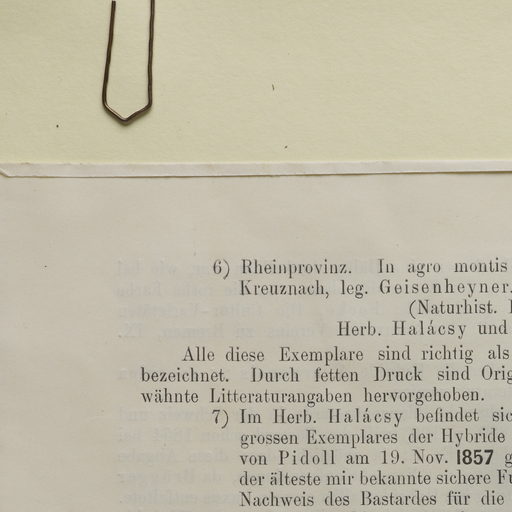 6) Rheinprovinz. In agro montis
Kreuznach, leg. Geisenheyner.
(Naturhist.
Herb. Halácsy und
Alle diese Exemplare sind richtig als
bezeichnet. Durch fetten Druck sind
wähnte Litteraturangaben hervorgehoben.
7) Im Herb. Halácsy befindet
grossen Exemplares der Hybride
von Pidoll am 19. Nov. 1857
der älteste mir bekannte sichere
Nachweis des Bastardes für die